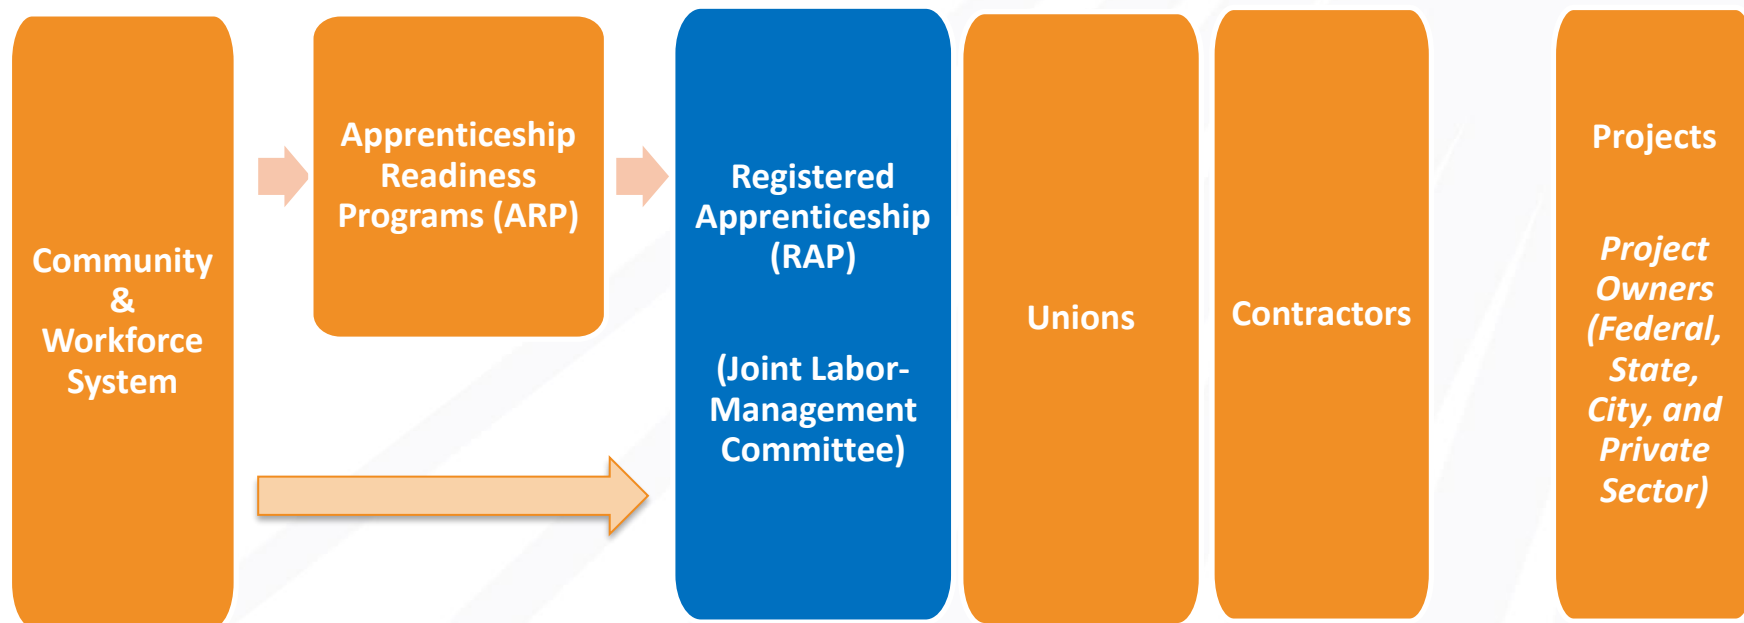 Community
&
Workforce
System
Apprenticeship
Readiness
Programs (ARP)
Registered
Apprenticeship
(RAP)
(Joint Labor-
Management
Committee)
Unions
Contractors
Projects
Project
Owners
(Federal,
State,
City, and
Private
Sector)